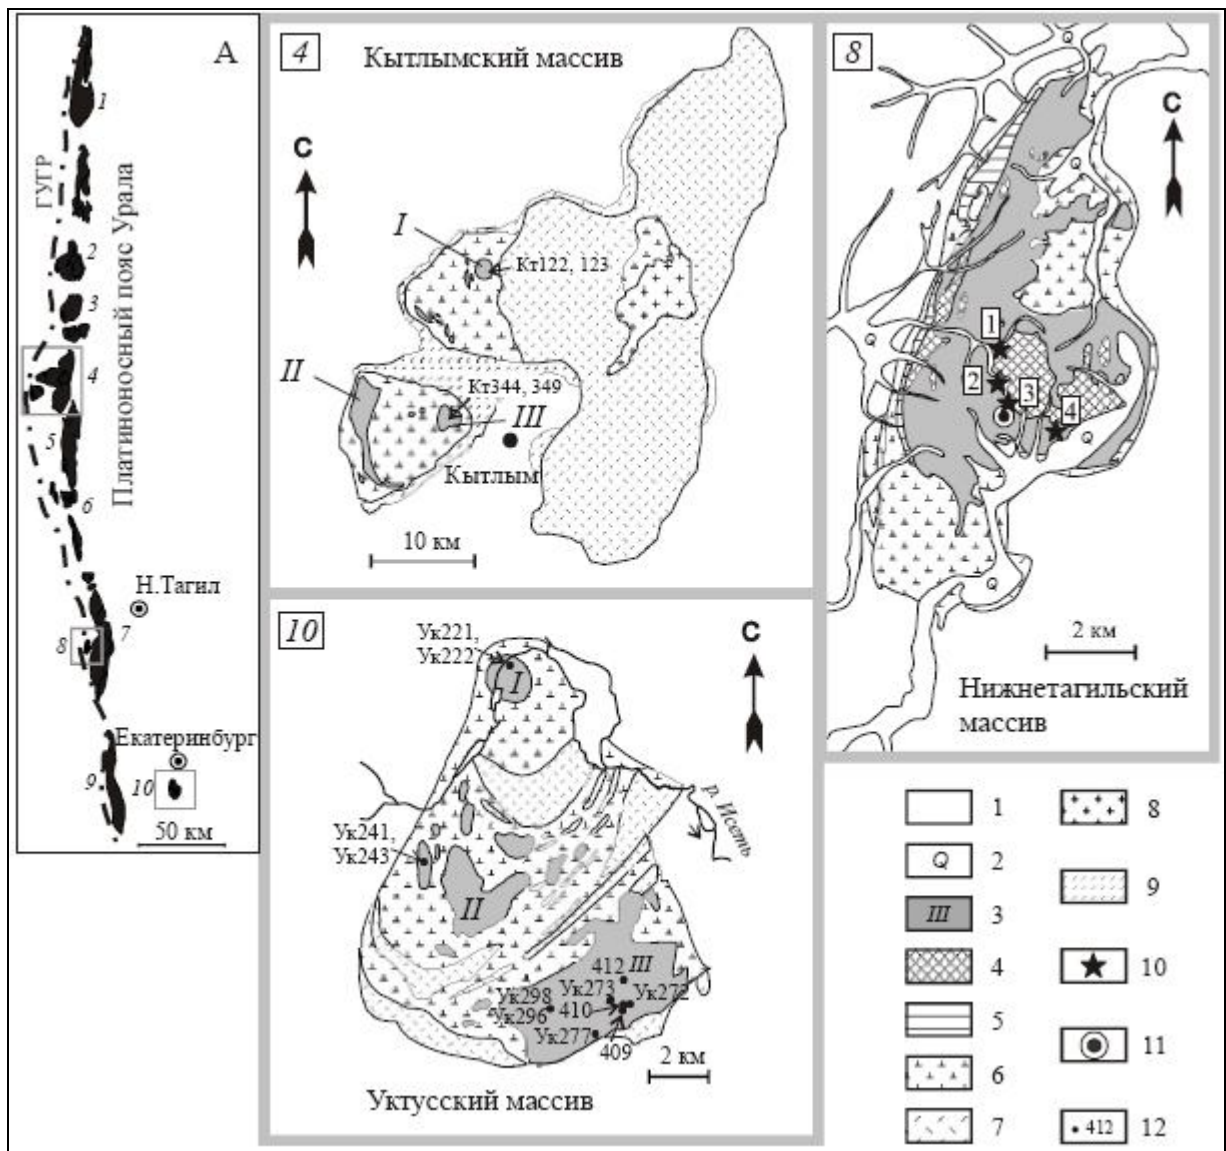 А
1
ГУГР
Платиноносный пояс Урала
2
3
4
5
6
Н.Тагил
8
7
Екатеринбург
9
10
50 км
4
Кытлымский массив
С
I
Кт122, 123
II
Кт344, 349
III
Кытлым
10 км
8
Q
С
Q
Q
1
2
3
4
Q
Q
2 км
Нижнетагильский
массив
10
Ук221,
Ук222
I
С
р. Исеть
Ук241,
Ук243
II
412
III
Ук273
Ук272
Ук298
410
Ук296
Ук277
409
2 км
Уктусский массив
1
8
Q
2
9
III
3
4
10
5
11
6
7
412
12